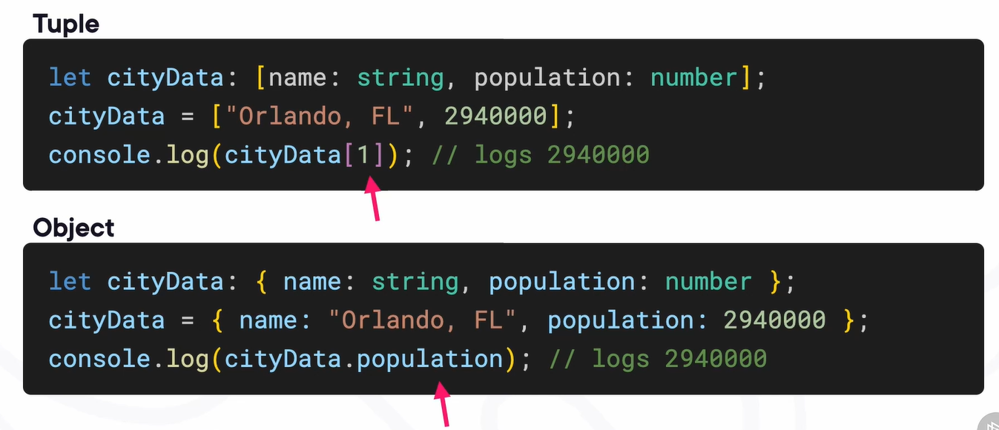 Tuple
let cityData: [name: string, population: number];
cityData = ["Orlando, FL", 2940000];
console.log(cityData[1]); // logs 2940000
Object
let cityData: { name: string, population: number };
cityData = { name: "Orlando, FL", population: 2940000 };
console.log(cityData.population); // logs 2940000